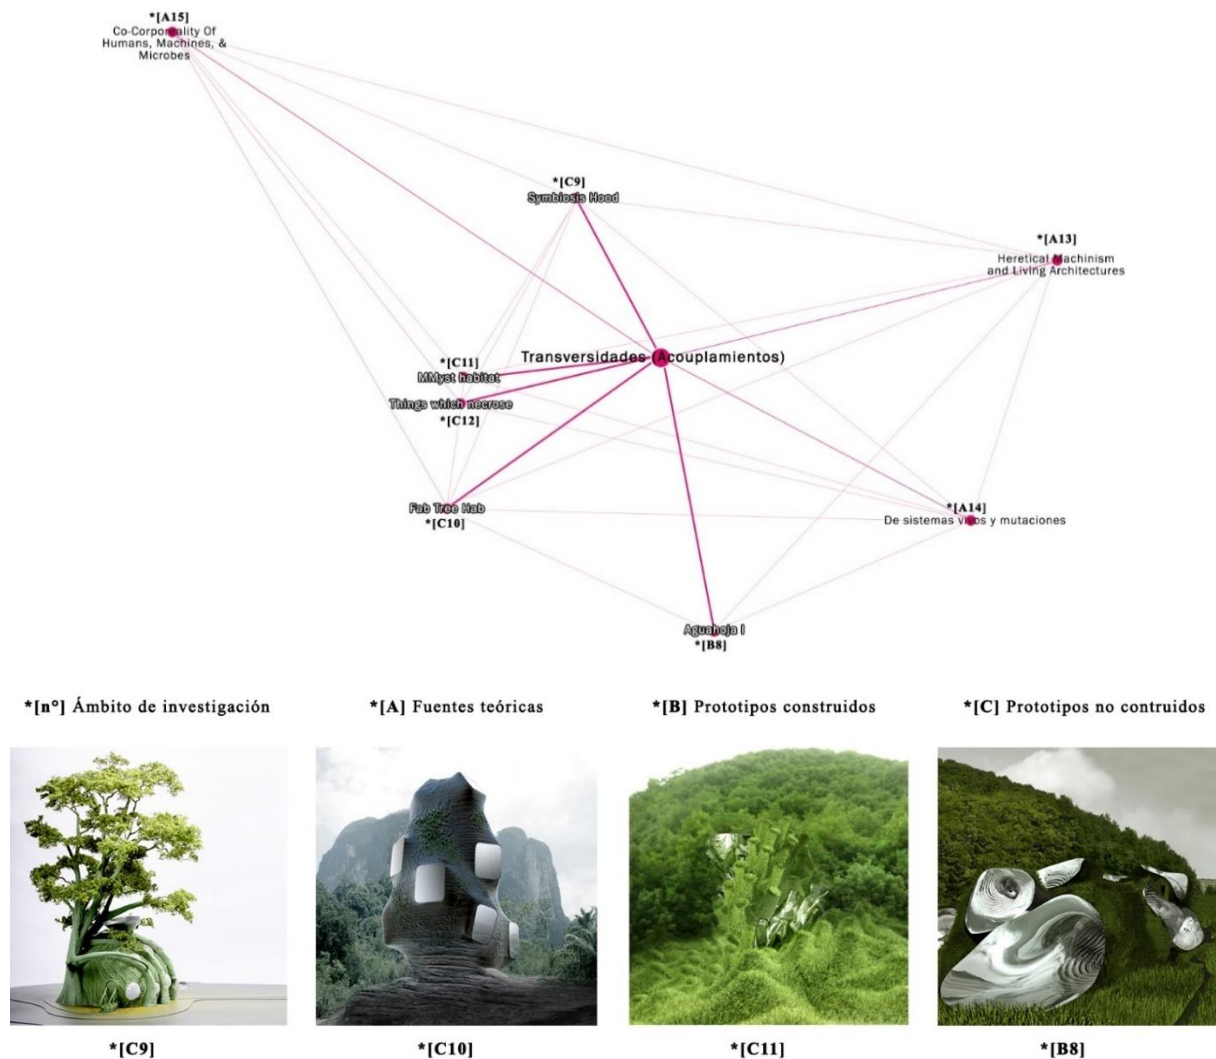 *[A15]
Co-Corporeality Of
Humans, Machines, &
Microbes
*[C9]
Symbiosis Hood
*[A13]
Heretical Machinism
and Living Architectures
Transversidades (Acouplamientos)
*[C11]
MMyst habitat
Things which necrose
*[C12]
Fab Tree Hab
*[C10]
*[A14]
De sistemas vivos y mutaciones
Aguahoja I
*[B8]
*[n°] Ámbito de investigación
*[A] Fuentes teóricas
*[B] Prototipos construidos
*[C] Prototipos no contruidos
*[C9]
*[C10]
*[C11]
*[B8]